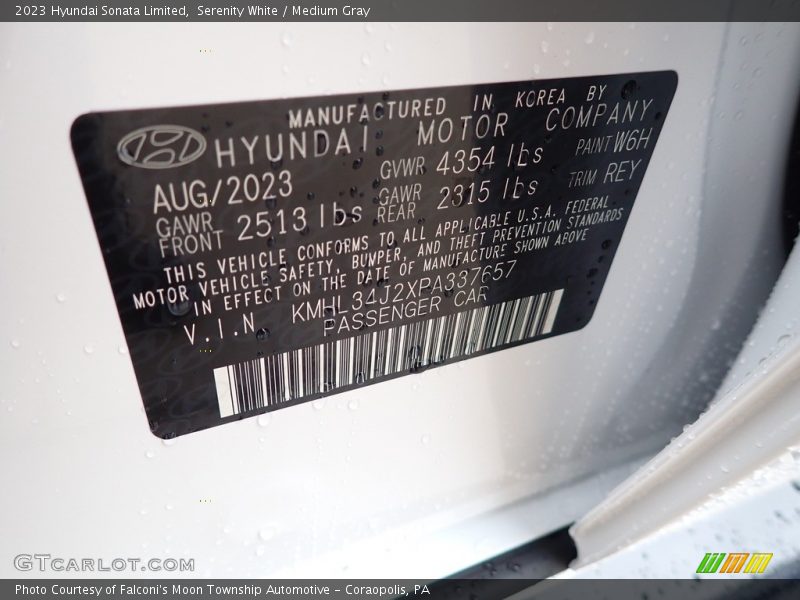 2023 Hyundai Sonata Limited, Serenity White / Medium Gray
MANUFACTURED IN KOREA BY
HYUNDAI MOTOR COMPANY
AUG/2023 GVWR 4354 lbs PAINT W6H
GAWR FRONT 2513 lbs GAWR REAR 2315 lbs TRIM REY
THIS VEHICLE CONFORMS TO ALL APPLICABLE U.S.A. FEDERAL
MOTOR VEHICLE SAFETY, BUMPER, AND THEFT PREVENTION STANDARDS
IN EFFECT ON THE DATE OF MANUFACTURE SHOWN ABOVE
V.I.N KMHL34J2XPA337657
PASSENGER CAR
GTCARLOT.COM
Photo Courtesy of Falconi's Moon Township Automotive - Coraopolis, PA